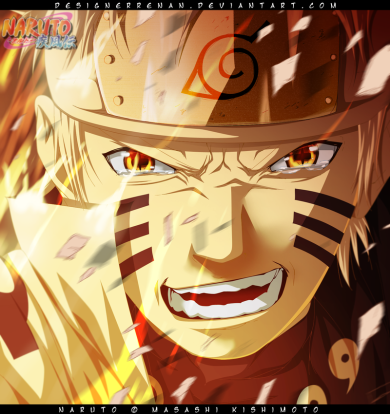 DESIGNERRENAN.DEVIANTART.COM
NARUTO
NARUTO © MASASHI KISHIMOTO